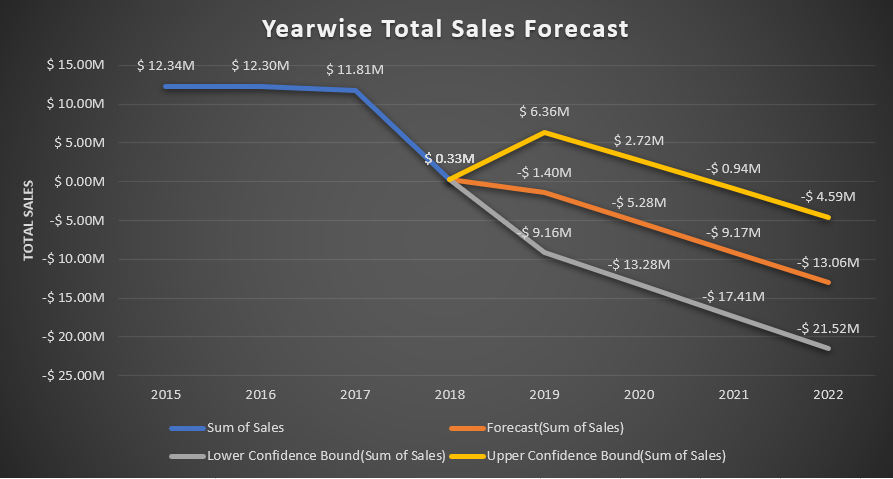 Yearwise Total Sales Forecast
TOTAL SALES
$ 15.00M
$ 10.00M
$ 5.00M
$ 0.00M
-$ 5.00M
-$ 10.00M
-$ 15.00M
-$ 20.00M
-$ 25.00M
$ 12.34M
$ 12.30M
$ 11.81M
$ 0.33M
$ 6.36M
$ 2.72M
-$ 0.94M
-$ 4.59M
-$ 1.40M
-$ 5.28M
-$ 9.17M
-$ 13.06M
-$ 9.16M
-$ 13.28M
-$ 17.41M
-$ 21.52M
2015 2016 2017 2018 2019 2020 2021 2022
Sum of Sales
Forecast(Sum of Sales)
Lower Confidence Bound(Sum of Sales)
Upper Confidence Bound(Sum of Sales)